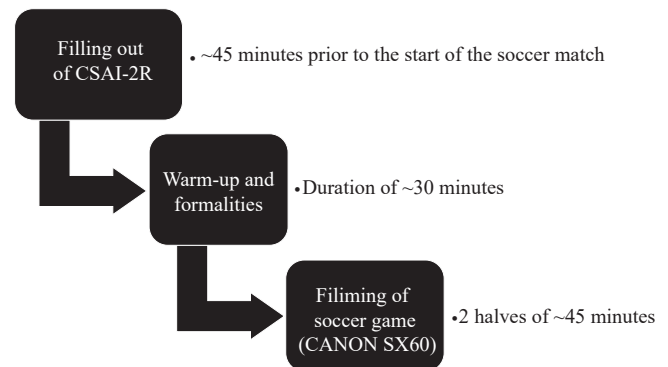 Filling out
of CSAI-2R
• ~45 minutes prior to the start of the soccer match
Warm-up and
formalities
•Duration of ~30 minutes
Filiming of
soccer game
(CANON SX60)
•2 halves of ~45 minutes